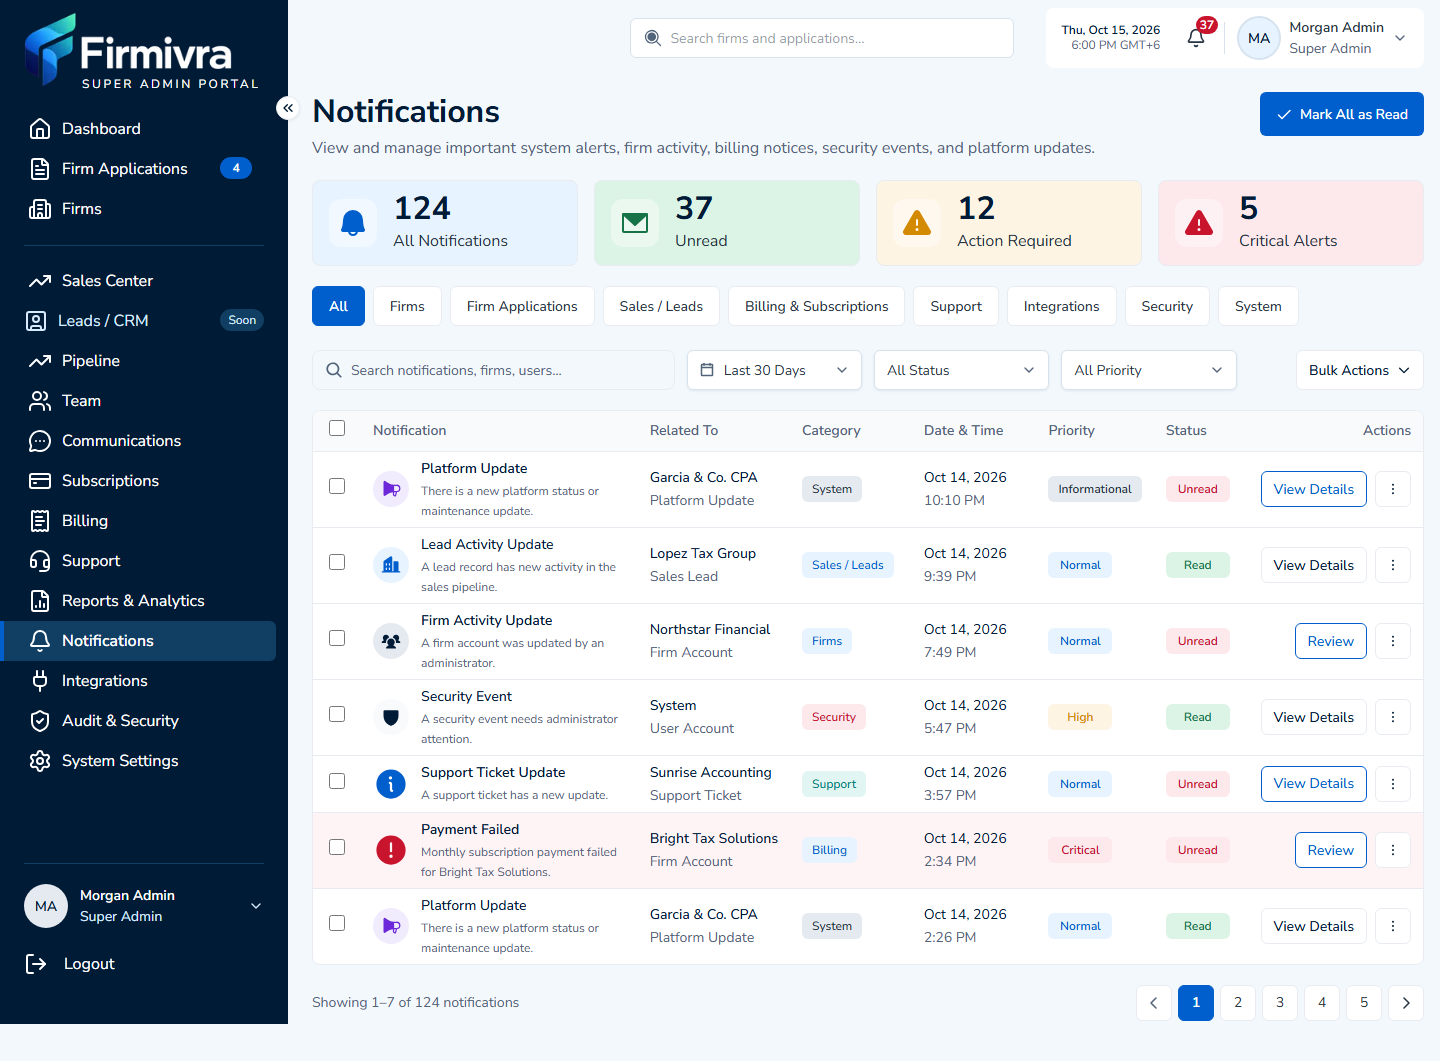 Firmivra
SUPER ADMIN PORTAL
Dashboard
Firm Applications 4
Firms
Sales Center
Leads / CRM Soon
Pipeline
Team
Communications
Subscriptions
Billing
Support
Reports & Analytics
Notifications
Integrations
Audit & Security
System Settings
MA
Morgan Admin
Super Admin
Logout
Search firms and applications...
Thu, Oct 15, 2026
6:00 PM GMT+6
37
MA
Morgan Admin
Super Admin
Notifications
View and manage important system alerts, firm activity, billing notices, security events, and platform updates.
Mark All as Read
124
All Notifications
37
Unread
12
Action Required
5
Critical Alerts
All Firms Firm Applications Sales / Leads Billing & Subscriptions Support Integrations Security System
Search notifications, firms, users... Last 30 Days All Status All Priority Bulk Actions
Notification Related To Category Date & Time Priority Status Actions
Platform Update
There is a new platform status or
maintenance update.
Garcia & Co. CPA
Platform Update
System
Oct 14, 2026
10:10 PM
Informational
Unread
View Details
Lead Activity Update
A lead record has new activity in the
sales pipeline.
Lopez Tax Group
Sales Lead
Sales / Leads
Oct 14, 2026
9:39 PM
Normal
Read
View Details
Firm Activity Update
A firm account was updated by an
administrator.
Northstar Financial
Firm Account
Firms
Oct 14, 2026
7:49 PM
Normal
Unread
Review
Security Event
A security event needs administrator
attention.
System
User Account
Security
Oct 14, 2026
5:47 PM
High
Read
View Details
Support Ticket Update
A support ticket has a new update.
Sunrise Accounting
Support Ticket
Support
Oct 14, 2026
3:57 PM
Normal
Unread
View Details
Payment Failed
Monthly subscription payment failed
for Bright Tax Solutions.
Bright Tax Solutions
Firm Account
Billing
Oct 14, 2026
2:34 PM
Critical
Unread
Review
Platform Update
There is a new platform status or
maintenance update.
Garcia & Co. CPA
Platform Update
System
Oct 14, 2026
2:26 PM
Normal
Read
View Details
Showing 1–7 of 124 notifications
1 2 3 4 5